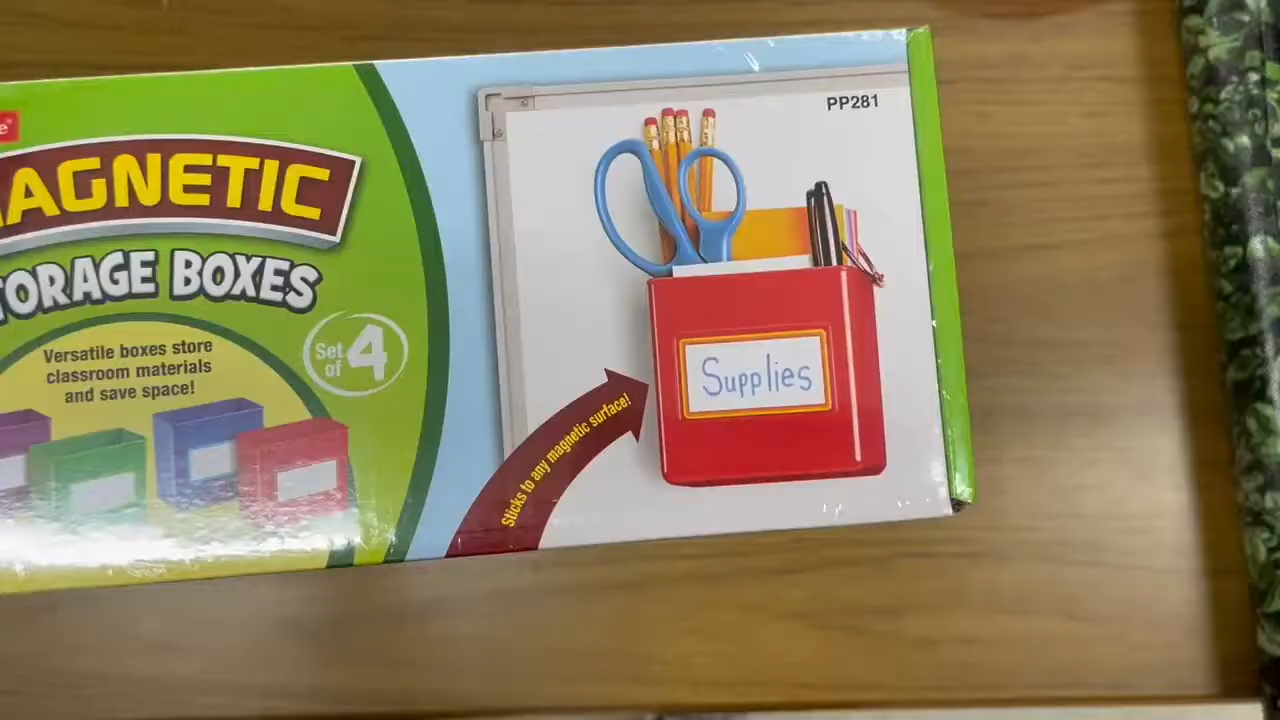 AGNETIC
TORAGE BOXES
Set
of 4
Versatile boxes store
classroom materials
and save space!
PP281
Supplies
Sticks to any magnetic surface!